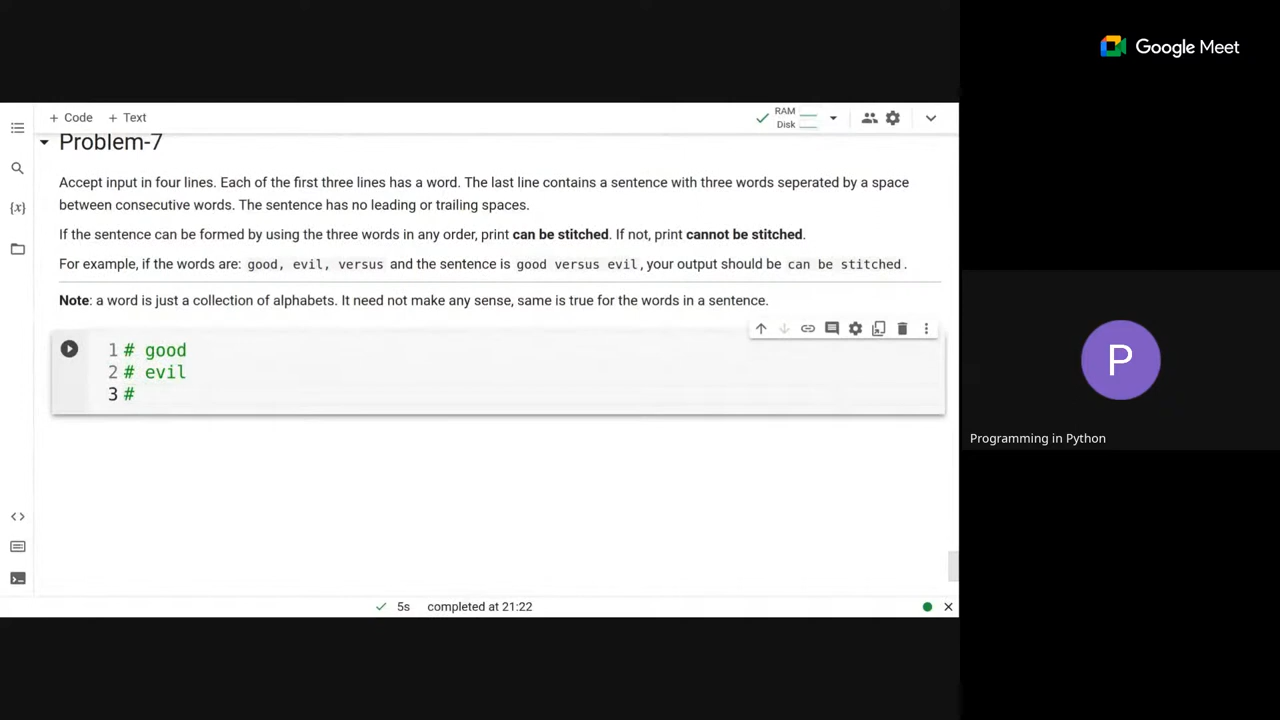 Google Meet
+ Code + Text
RAM
Disk
Problem-7
Accept input in four lines. Each of the first three lines has a word. The last line contains a sentence with three words seperated by a space
between consecutive words. The sentence has no leading or trailing spaces.
If the sentence can be formed by using the three words in any order, print can be stitched. If not, print cannot be stitched.
For example, if the words are: good, evil, versus and the sentence is good versus evil, your output should be can be stitched.
Note: a word is just a collection of alphabets. It need not make any sense, same is true for the words in a sentence.
1 # good
2 # evil
3 #
P
Programming in Python
5s completed at 21:22